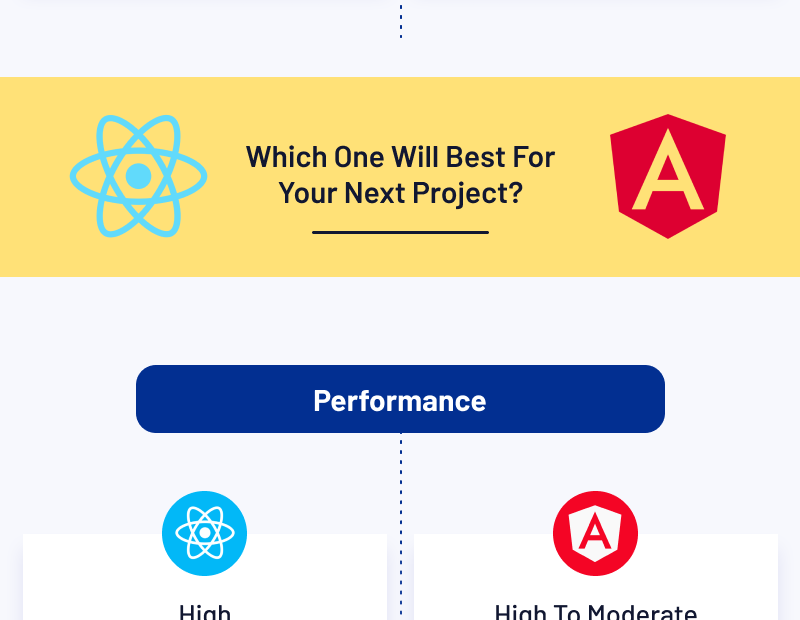 Which One Will Best For
Your Next Project?
Performance
High
High To Moderate